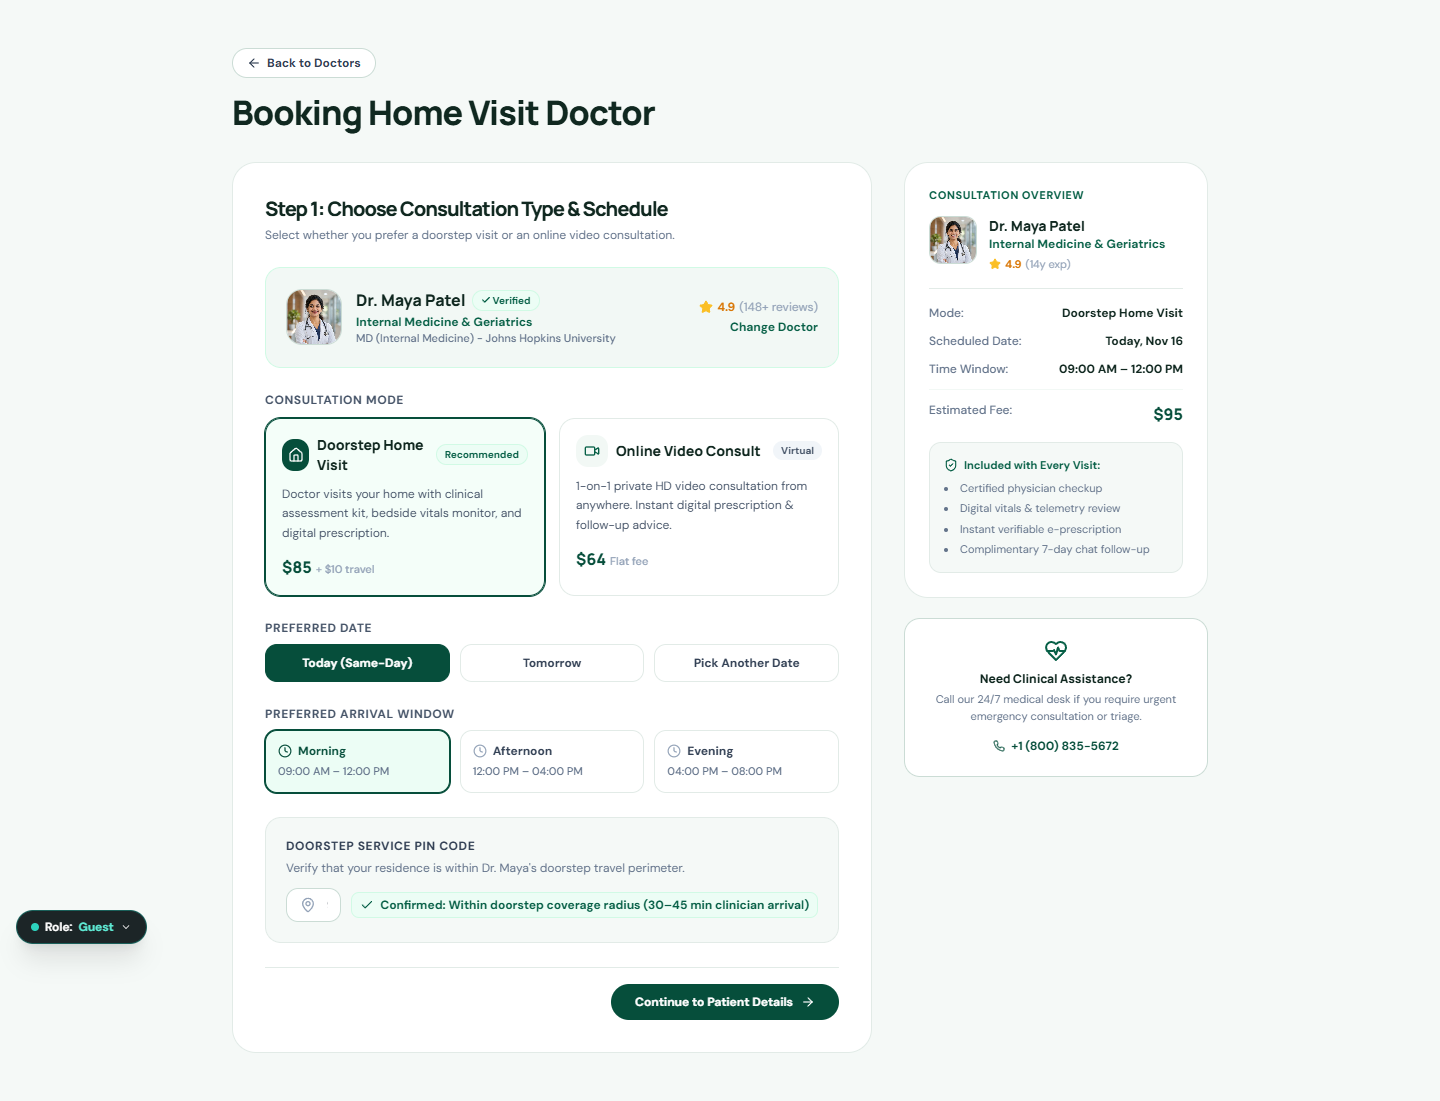 Back to Doctors
Booking Home Visit Doctor
Step 1: Choose Consultation Type & Schedule
Select whether you prefer a doorstep visit or an online video consultation.
Dr. Maya Patel
Verified
Internal Medicine & Geriatrics
MD (Internal Medicine) - Johns Hopkins University
4.9 (148+ reviews)
Change Doctor
CONSULTATION MODE
Doorstep Home
Visit
Recommended
Doctor visits your home with clinical
assessment kit, bedside vitals monitor, and
digital prescription.
$85 + $10 travel
Online Video Consult
Virtual
1-on-1 private HD video consultation from
anywhere. Instant digital prescription &
follow-up advice.
$64 Flat fee
PREFERRED DATE
Today (Same-Day)
Tomorrow
Pick Another Date
PREFERRED ARRIVAL WINDOW
Morning
09:00 AM – 12:00 PM
Afternoon
12:00 PM – 04:00 PM
Evening
04:00 PM – 08:00 PM
DOORSTEP SERVICE PIN CODE
Verify that your residence is within Dr. Maya's doorstep travel perimeter.
Confirmed: Within doorstep coverage radius (30–45 min clinician arrival)
Continue to Patient Details
CONSULTATION OVERVIEW
Dr. Maya Patel
Internal Medicine & Geriatrics
4.9 (14y exp)
Mode: Doorstep Home Visit
Scheduled Date: Today, Nov 16
Time Window: 09:00 AM – 12:00 PM
Estimated Fee: $95
Included with Every Visit:
• Certified physician checkup
• Digital vitals & telemetry review
• Instant verifiable e-prescription
• Complimentary 7-day chat follow-up
Need Clinical Assistance?
Call our 24/7 medical desk if you require urgent
emergency consultation or triage.
+1 (800) 835-5672
Role: Guest